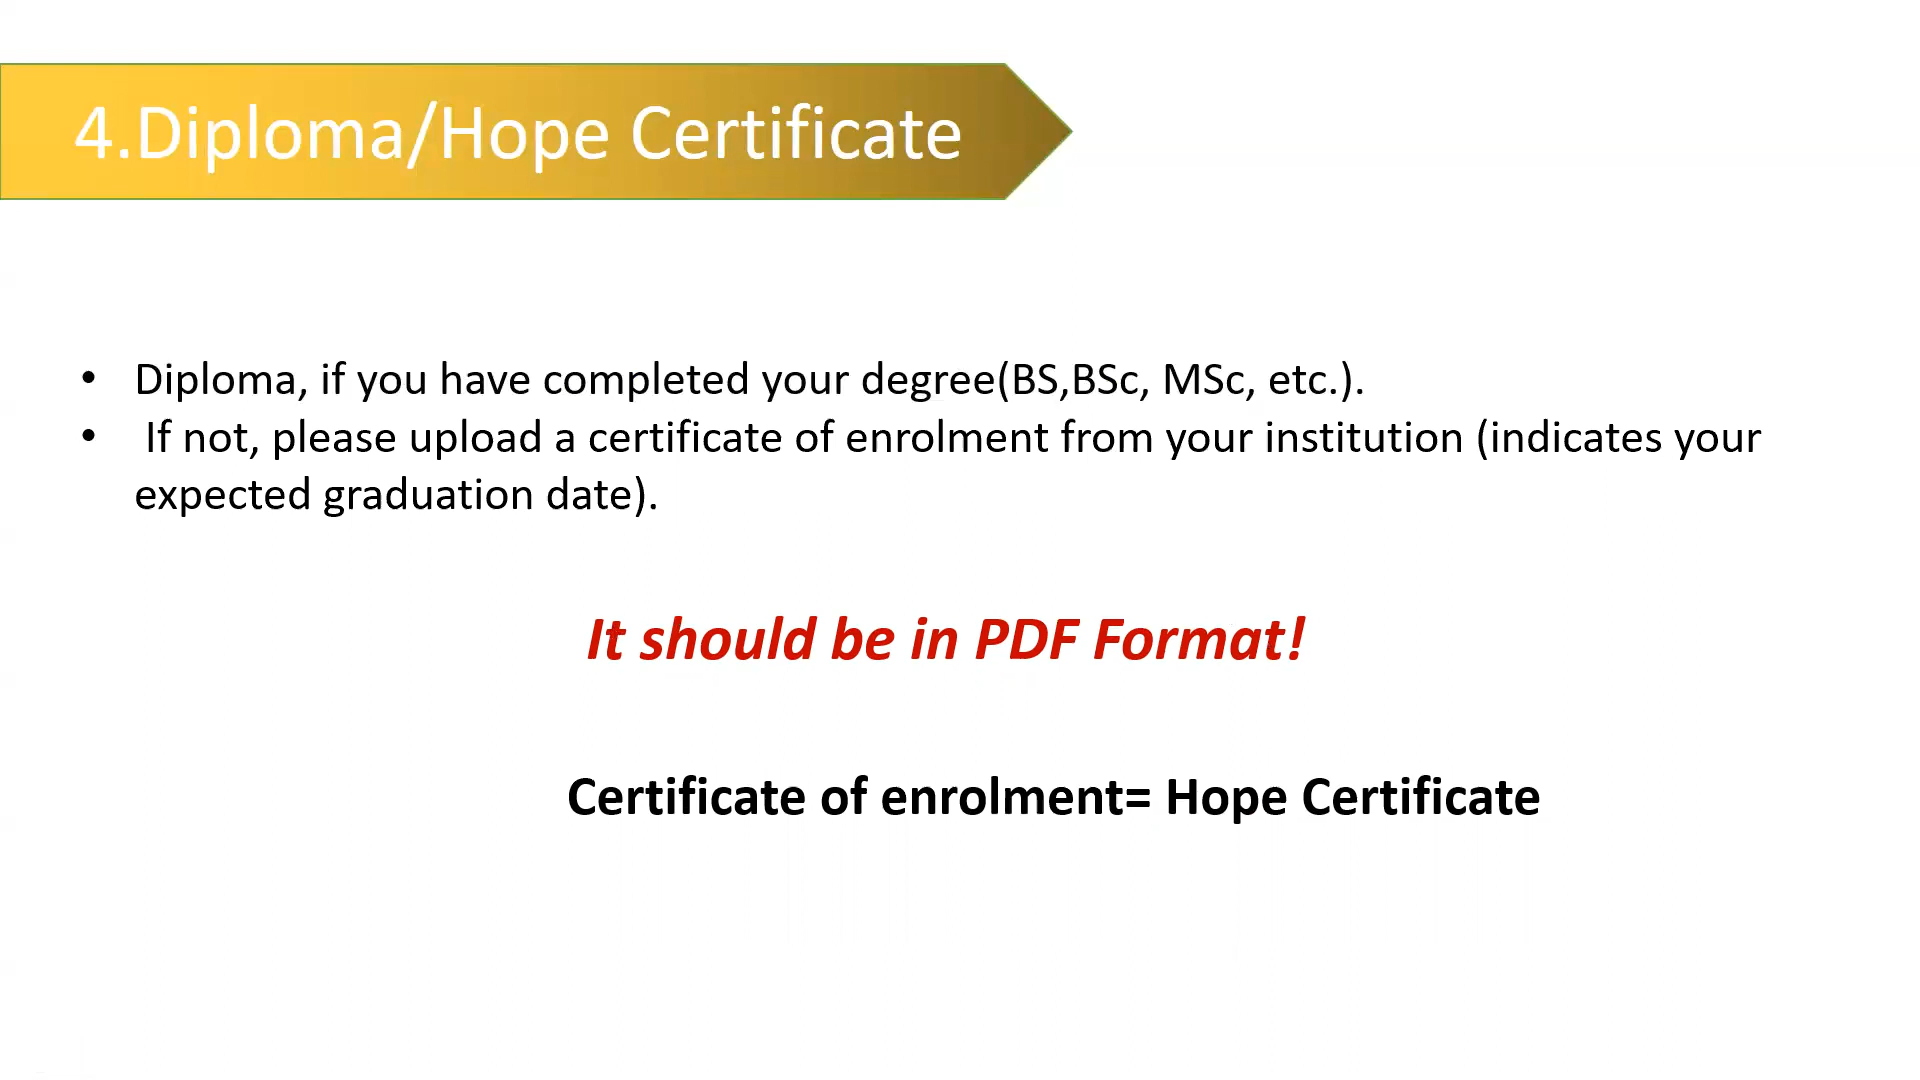 4.Diploma/Hope Certificate
• Diploma, if you have completed your degree(BS,BSc, MSc, etc.).
• If not, please upload a certificate of enrolment from your institution (indicates your
expected graduation date).
It should be in PDF Format!
Certificate of enrolment= Hope Certificate